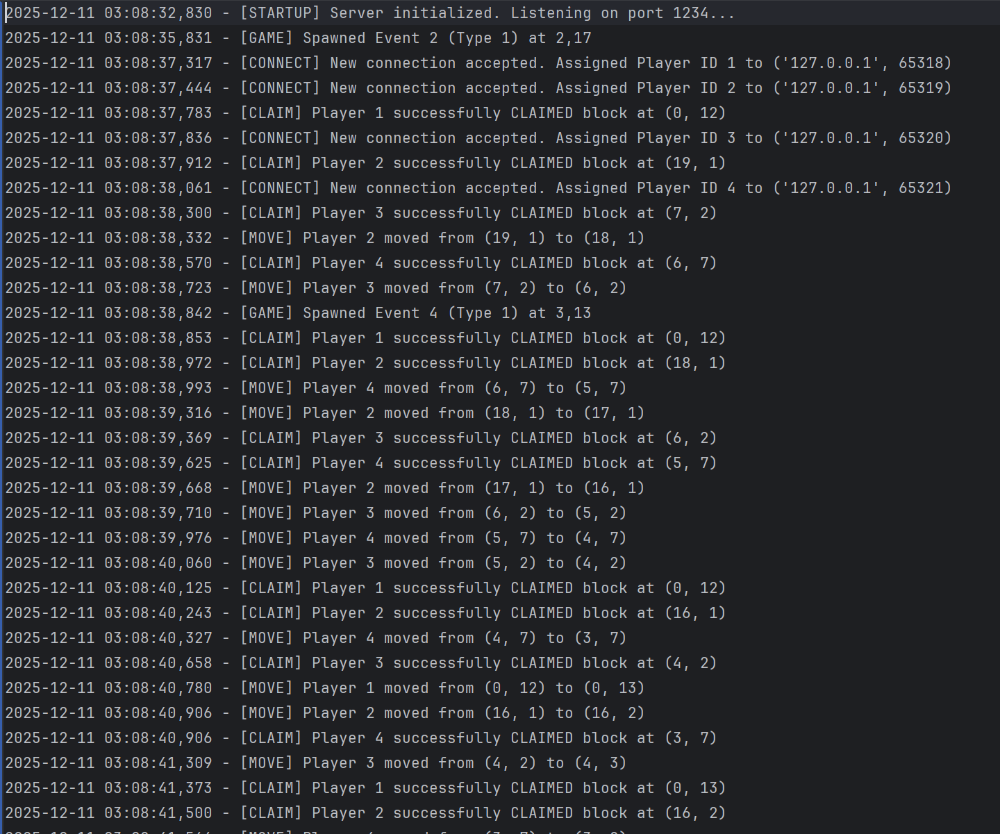 2025-12-11 03:08:32,830 - [STARTUP] Server initialized. Listening on port 1234...
2025-12-11 03:08:35,831 - [GAME] Spawned Event 2 (Type 1) at 2,17
2025-12-11 03:08:37,317 - [CONNECT] New connection accepted. Assigned Player ID 1 to ('127.0.0.1', 65318)
2025-12-11 03:08:37,444 - [CONNECT] New connection accepted. Assigned Player ID 2 to ('127.0.0.1', 65319)
2025-12-11 03:08:37,783 - [CLAIM] Player 1 successfully CLAIMED block at (0, 12)
2025-12-11 03:08:37,836 - [CONNECT] New connection accepted. Assigned Player ID 3 to ('127.0.0.1', 65320)
2025-12-11 03:08:37,912 - [CLAIM] Player 2 successfully CLAIMED block at (19, 1)
2025-12-11 03:08:38,061 - [CONNECT] New connection accepted. Assigned Player ID 4 to ('127.0.0.1', 65321)
2025-12-11 03:08:38,300 - [CLAIM] Player 3 successfully CLAIMED block at (7, 2)
2025-12-11 03:08:38,332 - [MOVE] Player 2 moved from (19, 1) to (18, 1)
2025-12-11 03:08:38,570 - [CLAIM] Player 4 successfully CLAIMED block at (6, 7)
2025-12-11 03:08:38,723 - [MOVE] Player 3 moved from (7, 2) to (6, 2)
2025-12-11 03:08:38,842 - [GAME] Spawned Event 4 (Type 1) at 3,13
2025-12-11 03:08:38,853 - [CLAIM] Player 1 successfully CLAIMED block at (0, 12)
2025-12-11 03:08:38,972 - [CLAIM] Player 2 successfully CLAIMED block at (18, 1)
2025-12-11 03:08:38,993 - [MOVE] Player 4 moved from (6, 7) to (5, 7)
2025-12-11 03:08:39,316 - [MOVE] Player 2 moved from (18, 1) to (17, 1)
2025-12-11 03:08:39,369 - [CLAIM] Player 3 successfully CLAIMED block at (6, 2)
2025-12-11 03:08:39,625 - [CLAIM] Player 4 successfully CLAIMED block at (5, 7)
2025-12-11 03:08:39,668 - [MOVE] Player 2 moved from (17, 1) to (16, 1)
2025-12-11 03:08:39,710 - [MOVE] Player 3 moved from (6, 2) to (5, 2)
2025-12-11 03:08:39,976 - [MOVE] Player 4 moved from (5, 7) to (4, 7)
2025-12-11 03:08:40,060 - [MOVE] Player 3 moved from (5, 2) to (4, 2)
2025-12-11 03:08:40,125 - [CLAIM] Player 1 successfully CLAIMED block at (0, 12)
2025-12-11 03:08:40,243 - [CLAIM] Player 2 successfully CLAIMED block at (16, 1)
2025-12-11 03:08:40,327 - [MOVE] Player 4 moved from (4, 7) to (3, 7)
2025-12-11 03:08:40,658 - [CLAIM] Player 3 successfully CLAIMED block at (4, 2)
2025-12-11 03:08:40,780 - [MOVE] Player 1 moved from (0, 12) to (0, 13)
2025-12-11 03:08:40,906 - [MOVE] Player 2 moved from (16, 1) to (16, 2)
2025-12-11 03:08:40,906 - [CLAIM] Player 4 successfully CLAIMED block at (3, 7)
2025-12-11 03:08:41,309 - [MOVE] Player 3 moved from (4, 2) to (4, 3)
2025-12-11 03:08:41,373 - [CLAIM] Player 1 successfully CLAIMED block at (0, 13)
2025-12-11 03:08:41,500 - [CLAIM] Player 2 successfully CLAIMED block at (16, 2)